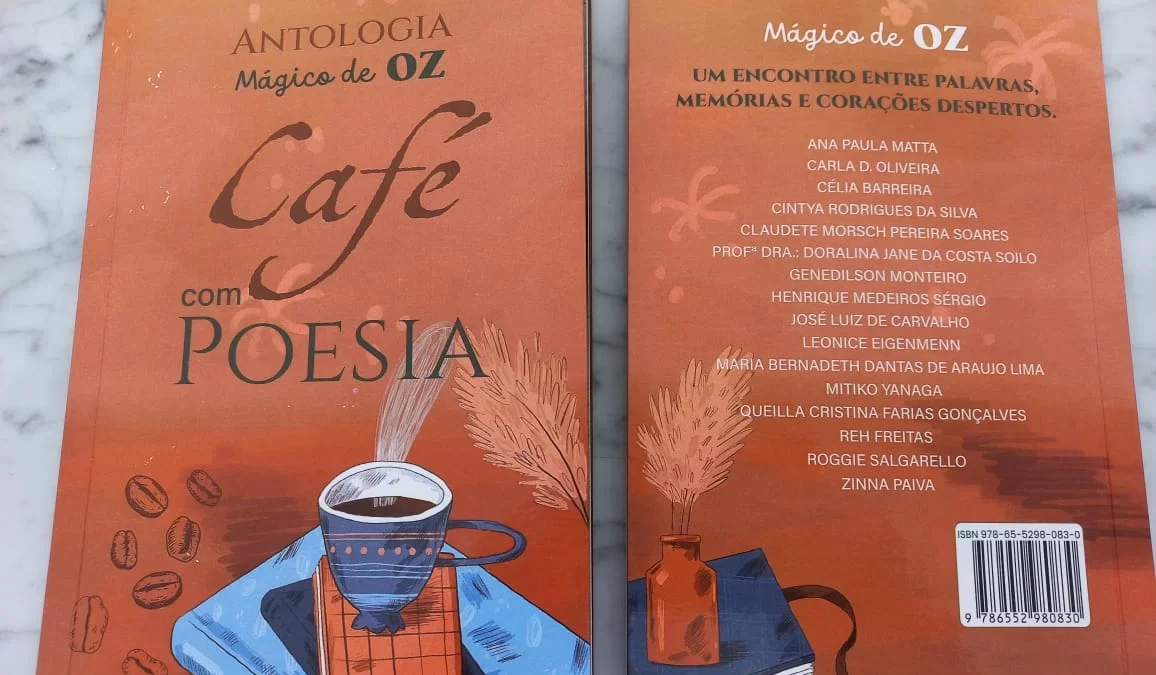 ANTOLOGIA
Mágico de OZ
Café
com
POESIA
Mágico de OZ
UM ENCONTRO ENTRE PALAVRAS,
MEMÓRIAS E CORAÇÕES DESPERTOS.
ANA PAULA MATTA
CARLA D. OLIVEIRA
CÉLIA BARREIRA
CINTYA RODRIGUES DA SILVA
CLAUDETE MORSCH PEREIRA SOARES
PROFª DRA.: DORALINA JANE DA COSTA SOILO
GENEDILSON MONTEIRO
HENRIQUE MEDEIROS SÉRGIO
JOSÉ LUIZ DE CARVALHO
LEONICE EIGENMENN
MARIA BERNADETH DANTAS DE ARAUJO LIMA
MITIKO YANAGA
QUEILLA CRISTINA FARIAS GONÇALVES
REH FREITAS
ROGGIE SALGARELLO
ZINNA PAIVA
ISBN 978-65-5298-083-0
9 786552 980830